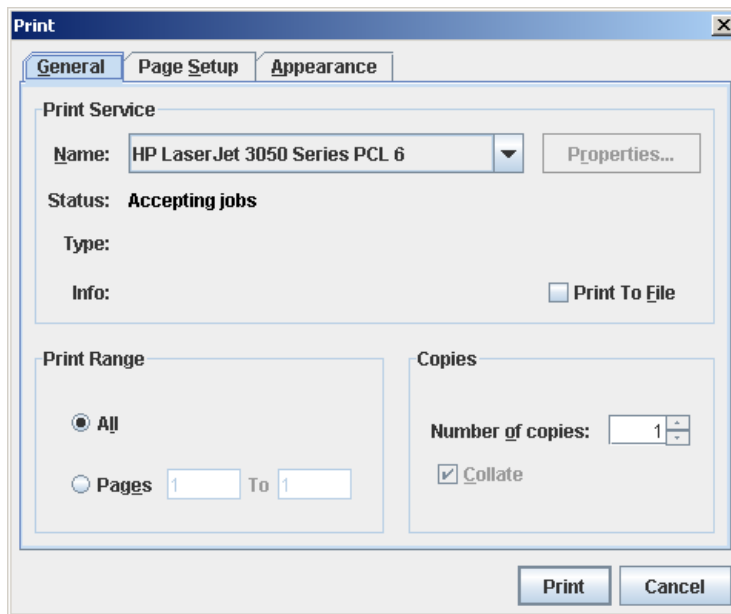 Print
General Page Setup Appearance
Print Service
Name: HP LaserJet 3050 Series PCL 6 Properties...
Status: Accepting jobs
Type:
Info: Print To File
Print Range
All
Pages 1 To 1
Copies
Number of copies: 1
Collate
Print Cancel